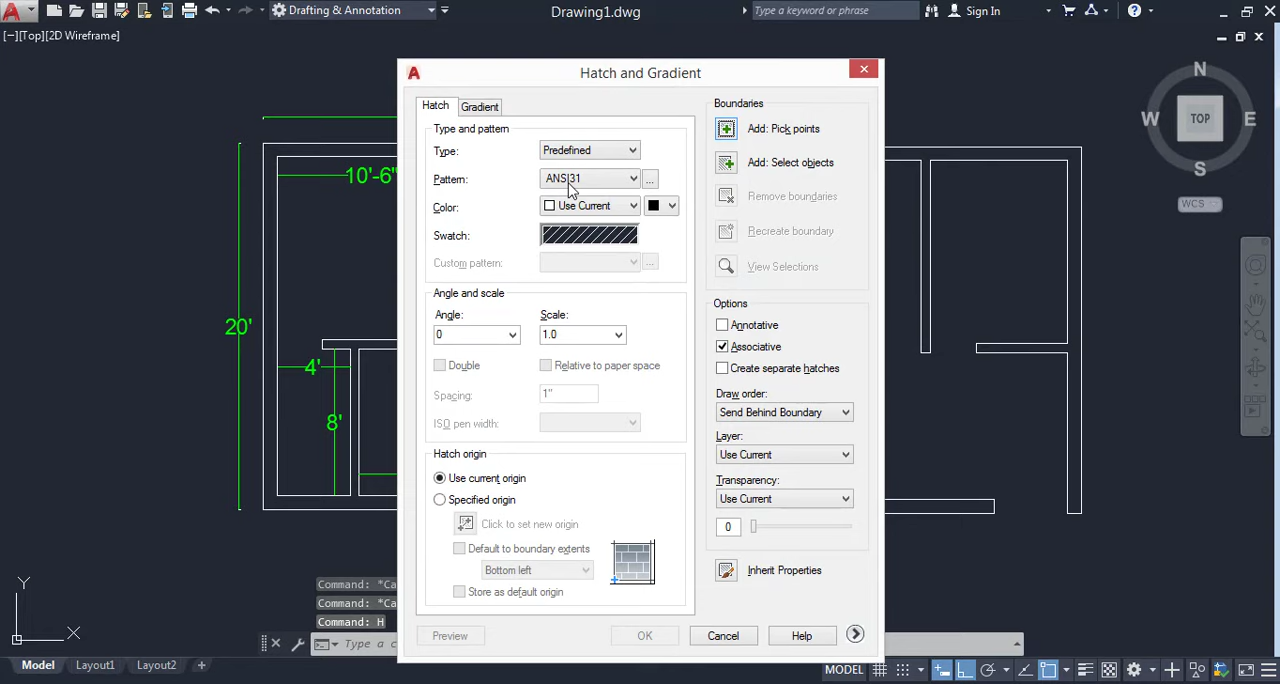 Drafting & Annotation
Drawing1.dwg
Type a keyword or phrase
Sign In
[−][Top][2D Wireframe]
Hatch and Gradient
Hatch
Gradient
Type and pattern
Type:
Predefined
Pattern:
ANSI31
...
Color:
Use Current
Swatch:
Custom pattern:
...
Angle and scale
Angle:
Scale:
0
1.0
Double
Relative to paper space
Spacing:
1"
ISO pen width:
Hatch origin
Use current origin
Specified origin
Click to set new origin
Default to boundary extents
Bottom left
Store as default origin
Boundaries
Add: Pick points
Add: Select objects
Remove boundaries
Recreate boundary
View Selections
Options
Annotative
Associative
Create separate hatches
Draw order:
Send Behind Boundary
Layer:
Use Current
Transparency:
Use Current
0
Inherit Properties
Preview
OK
Cancel
Help
10'-6"
20'
4'
8'
N
W
TOP
E
S
WCS
Y
X
Command: *Ca
Command: *Ca
Command: H
Type a c
Model
Layout1
Layout2
+
MODEL